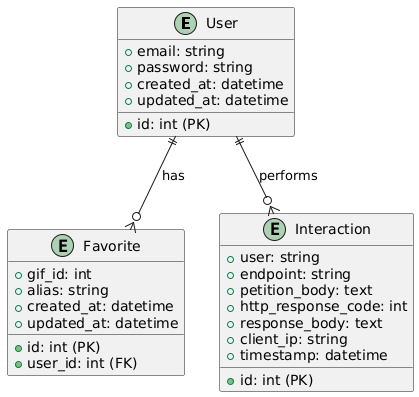 E User
email: string
password: string
created_at: datetime
updated_at: datetime
id: int (PK)
has
performs
E Favorite
gif_id: int
alias: string
created_at: datetime
updated_at: datetime
id: int (PK)
user_id: int (FK)
E Interaction
user: string
endpoint: string
petition_body: text
http_response_code: int
response_body: text
client_ip: string
timestamp: datetime
id: int (PK)